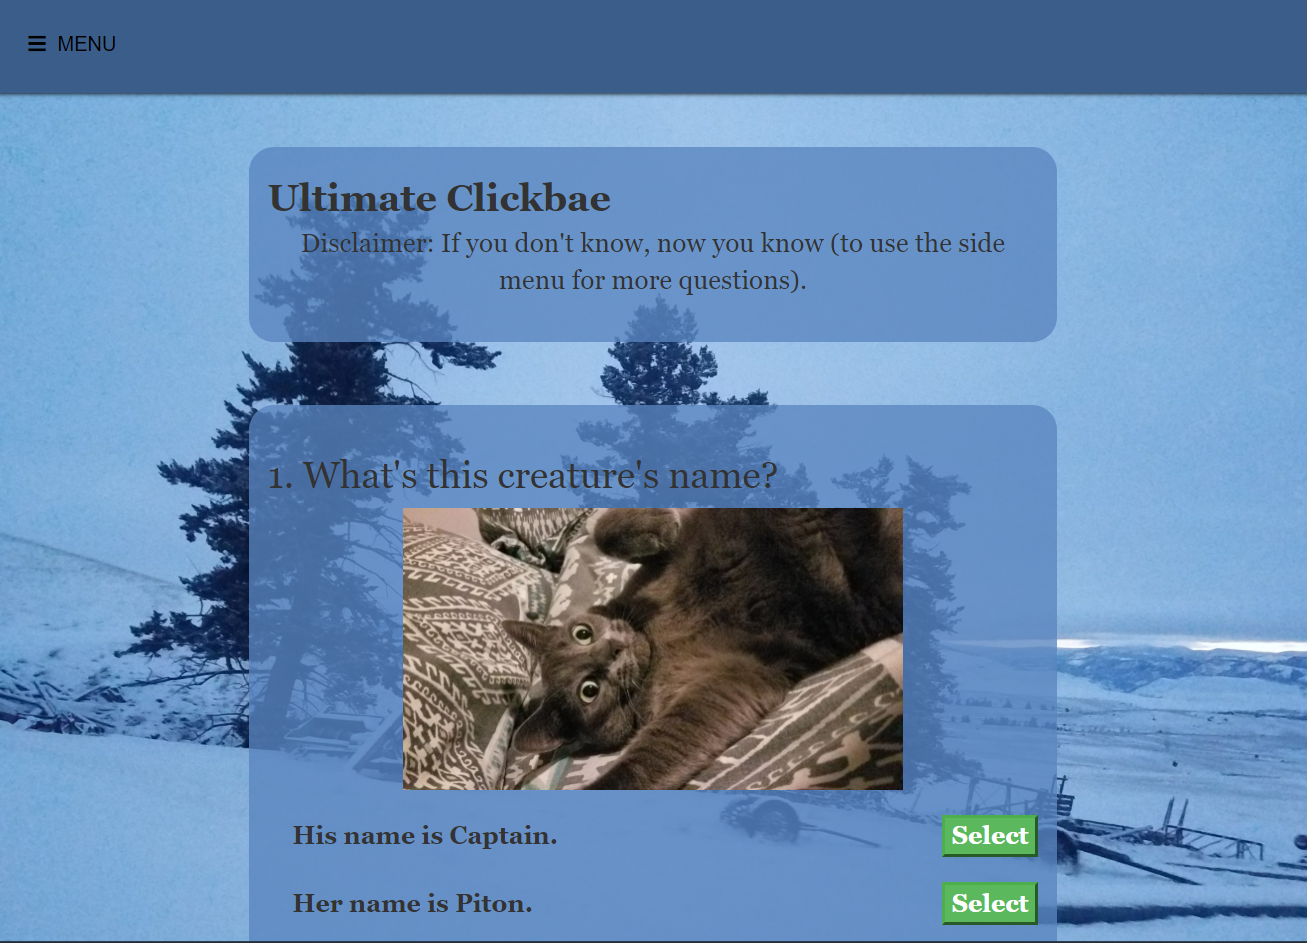 MENU
Ultimate Clickbae
Disclaimer: If you don't know, now you know (to use the side
menu for more questions).
1. What's this creature's name?
His name is Captain.
Select
Her name is Piton.
Select